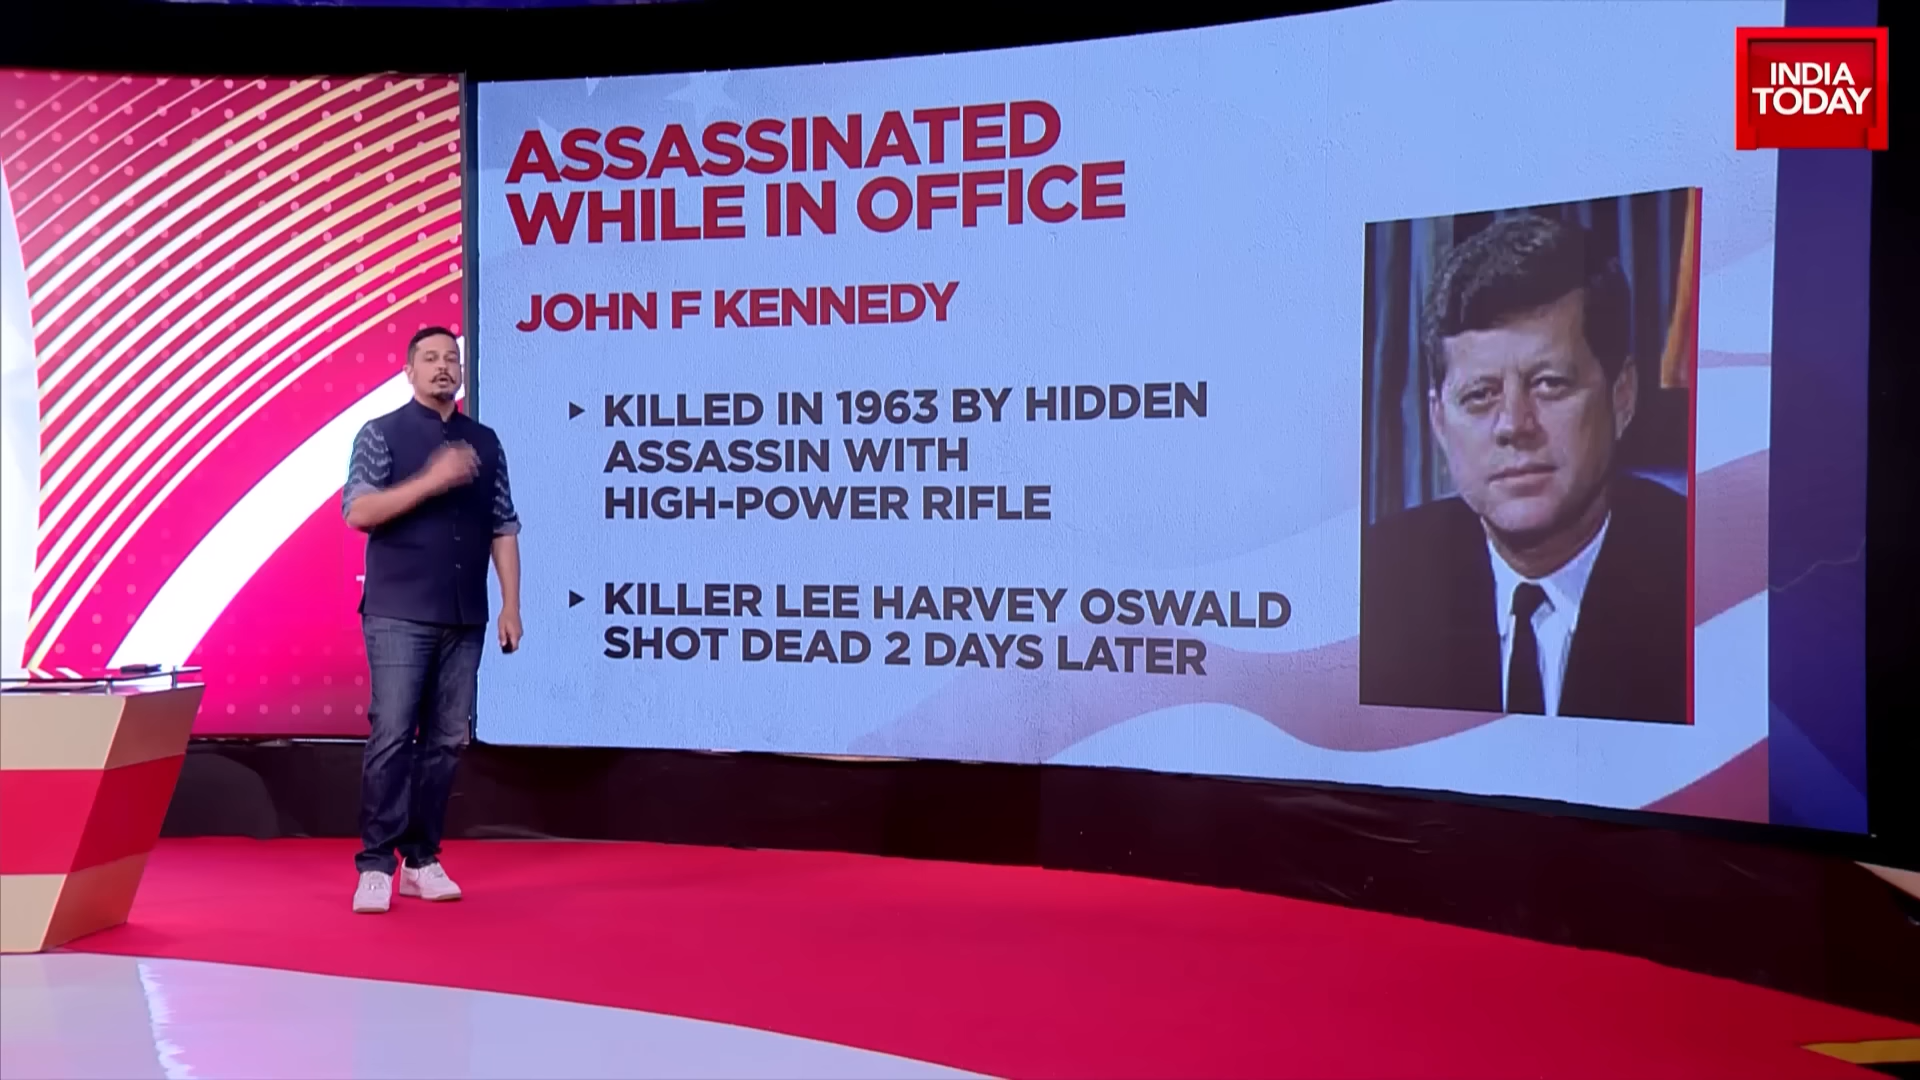 INDIA
TODAY
ASSASSINATED
WHILE IN OFFICE
JOHN F KENNEDY
▸ KILLED IN 1963 BY HIDDEN
ASSASSIN WITH
HIGH-POWER RIFLE
▸ KILLER LEE HARVEY OSWALD
SHOT DEAD 2 DAYS LATER